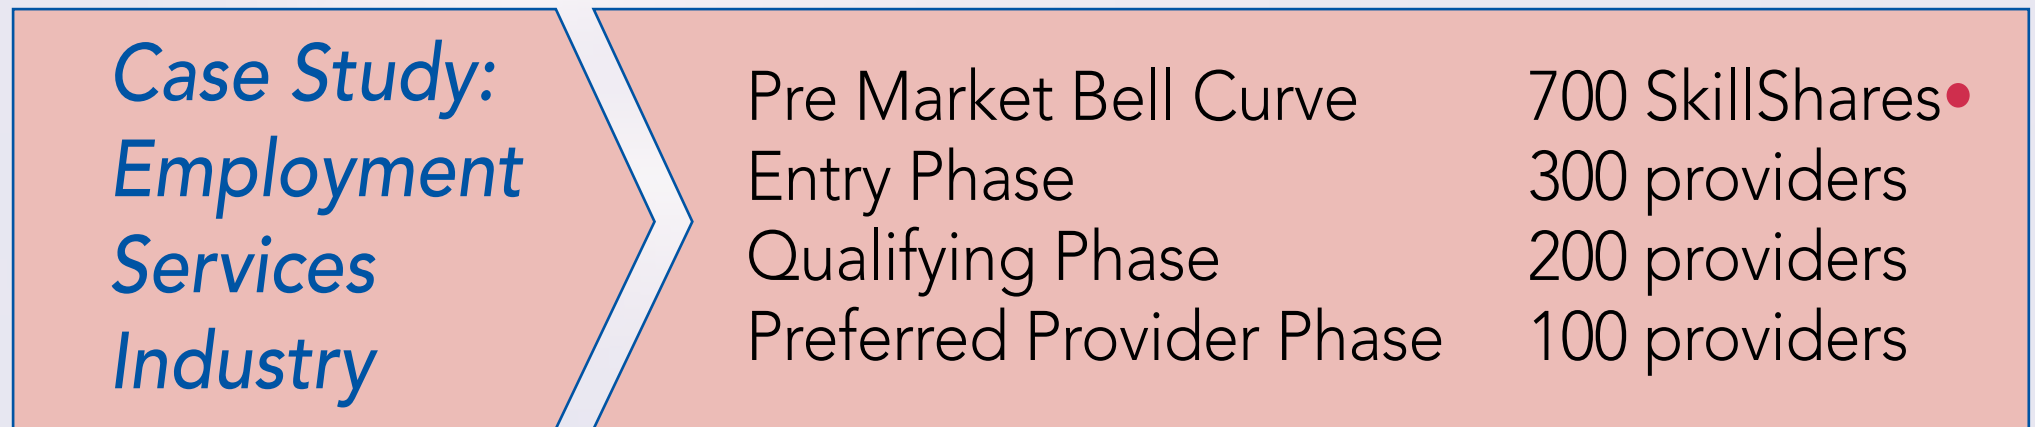 Case Study:
Employment
Services
Industry
Pre Market Bell Curve 700 SkillShares•
Entry Phase 300 providers
Qualifying Phase 200 providers
Preferred Provider Phase 100 providers